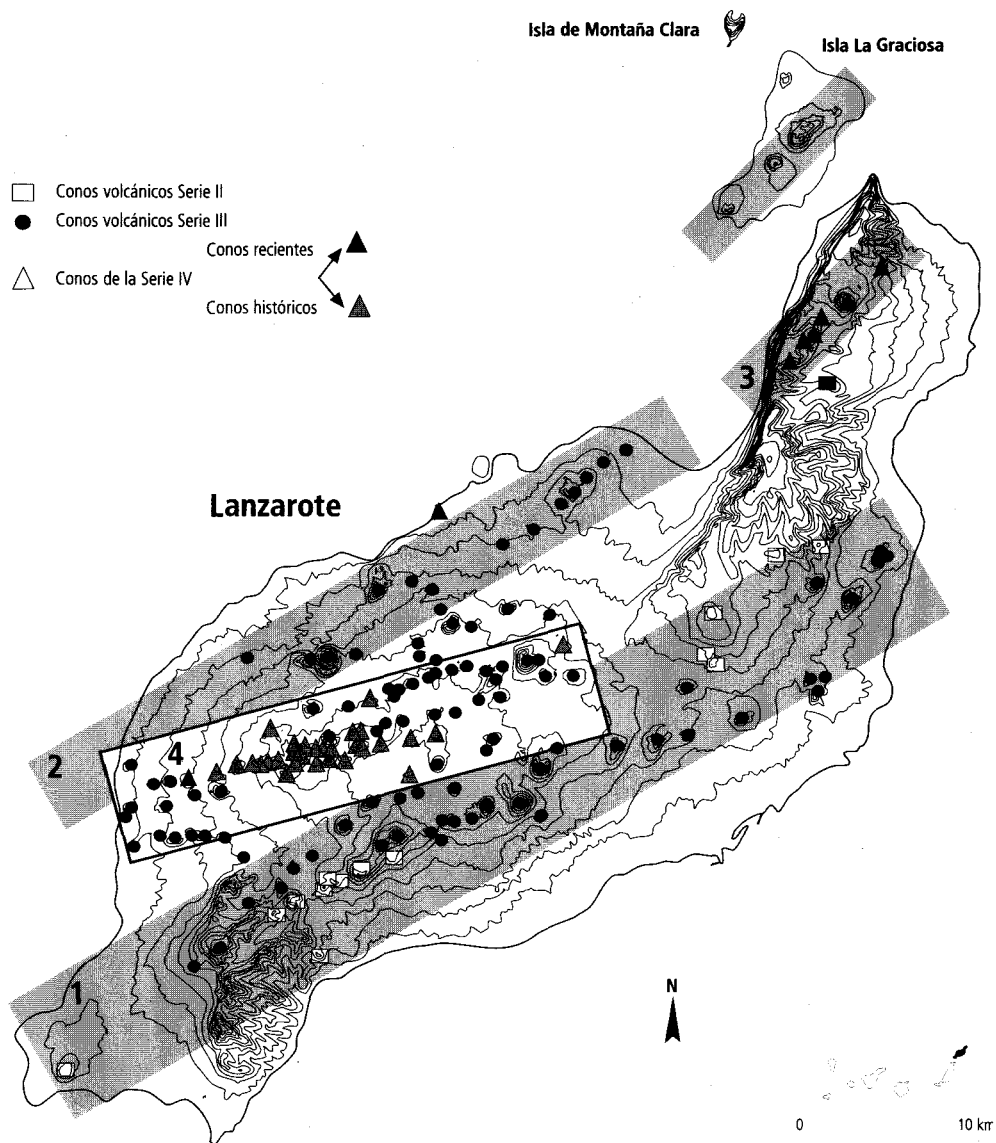 Isla de Montaña Clara
Isla La Graciosa
Conos volcánicos Serie II
Conos volcánicos Serie III
Conos recientes
Conos de la Serie IV
Conos históricos
3
Lanzarote
2
4
1
N
0
10 km